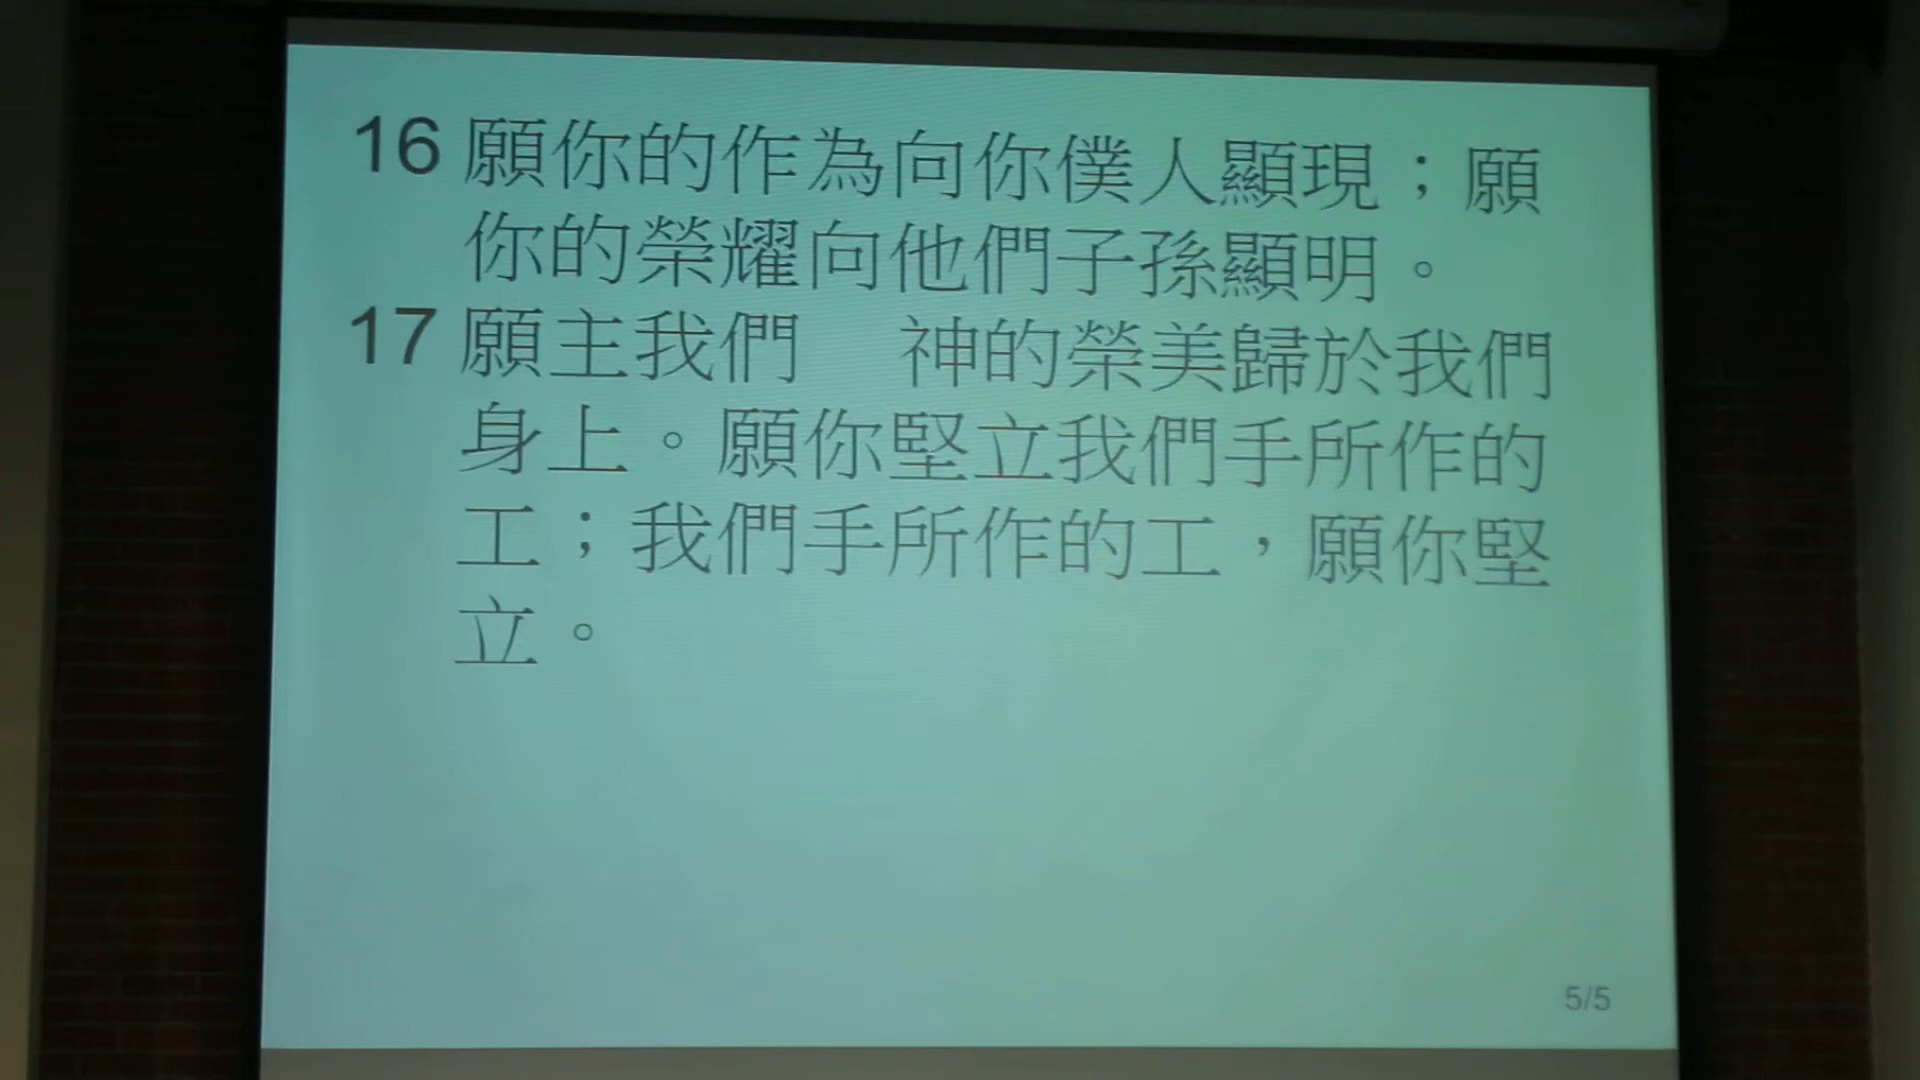 16 願你的作為向你僕人顯現；願
你的榮耀向他們子孫顯明。
17 願主我們　神的榮美歸於我們
身上。願你堅立我們手所作的
工；我們手所作的工，願你堅
立。
5/5